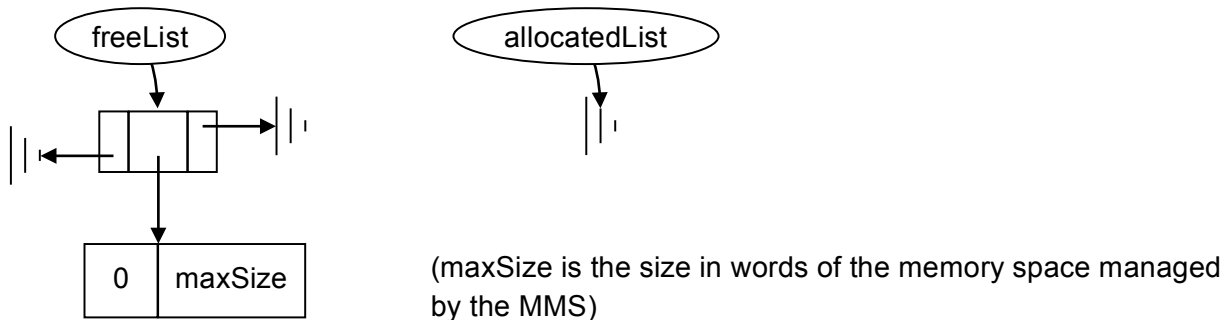 freeList
allocatedList
0
maxSize
(maxSize is the size in words of the memory space managed
by the MMS)